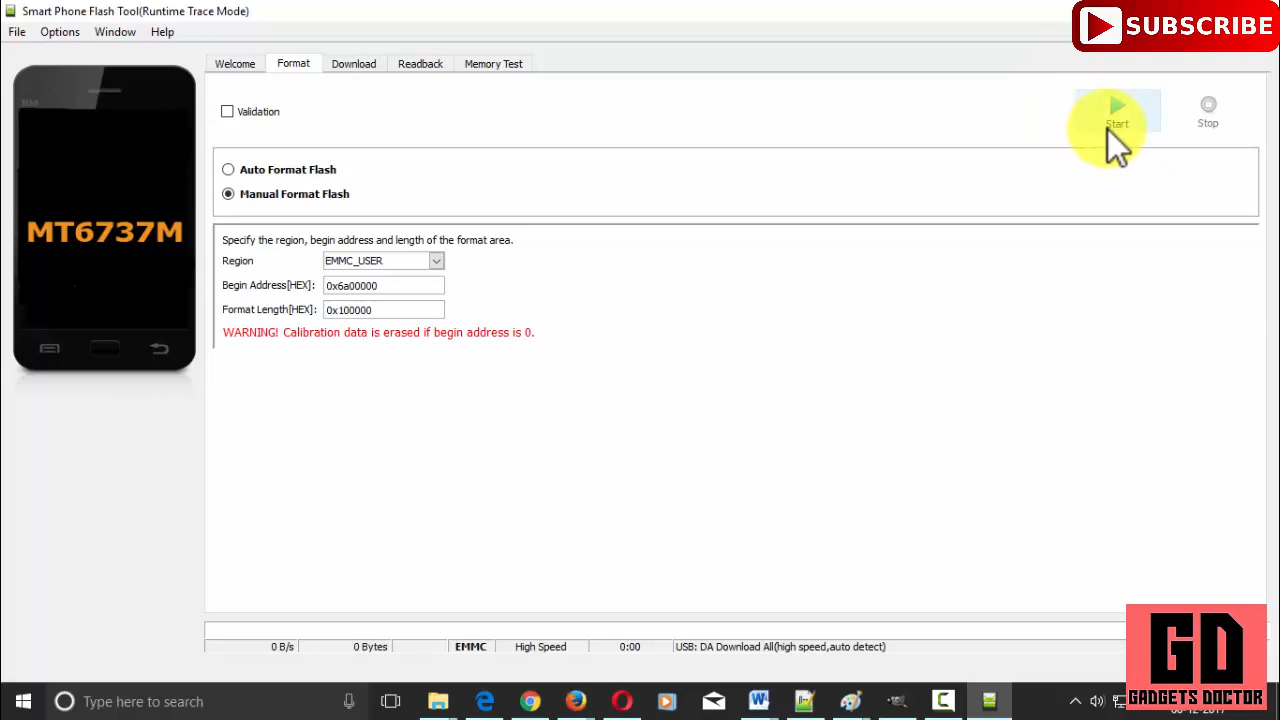 Smart Phone Flash Tool(Runtime Trace Mode)
SUBSCRIBE
File Options Window Help
Welcome Format Download Readback Memory Test
Validation
Start Stop
Auto Format Flash
Manual Format Flash
MT6737M
Specify the region, begin address and length of the format area.
Region EMMC_USER
Begin Address[HEX]: 0x6a00000
Format Length[HEX]: 0x100000
WARNING! Calibration data is erased if begin address is 0.
0 B/s 0 Bytes EMMC High Speed 0:00 USB: DA Download All(high speed,auto detect)
GD
GADGETS DOCTOR
Type here to search